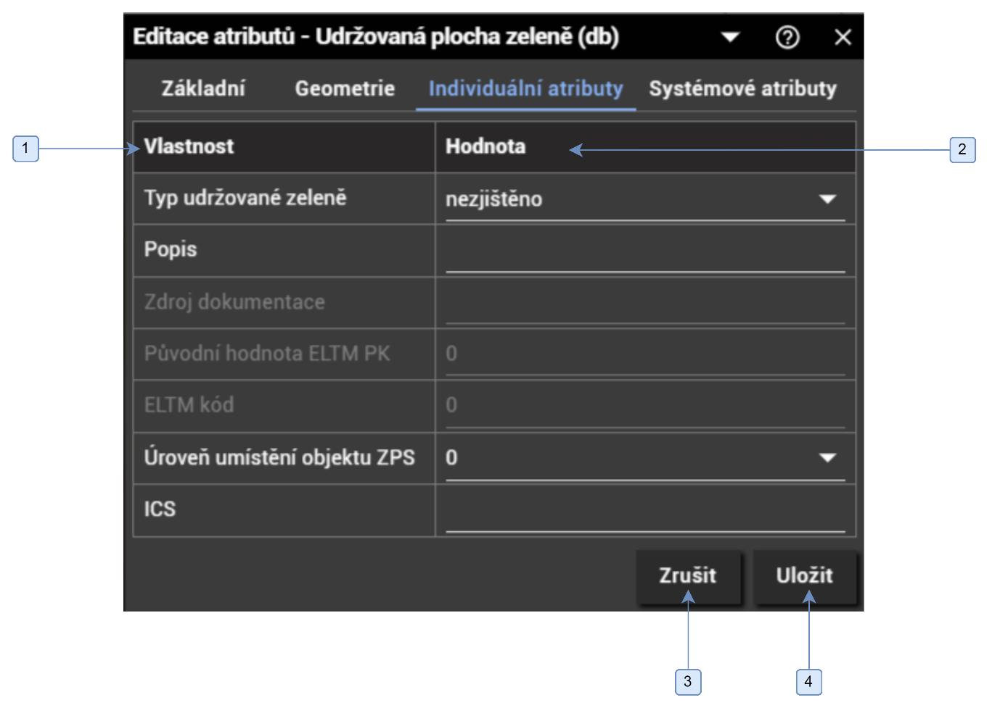 Editace atributů - Udržovaná plocha zeleně (db)
Základní Geometrie Individuální atributy Systémové atributy
1 Vlastnost Hodnota 2
Typ udržované zeleně nezjištěno
Popis
Zdroj dokumentace
Původní hodnota ELTM PK 0
ELTM kód 0
Úroveň umístění objektu ZPS 0
ICS
Zrušit Uložit
3 4